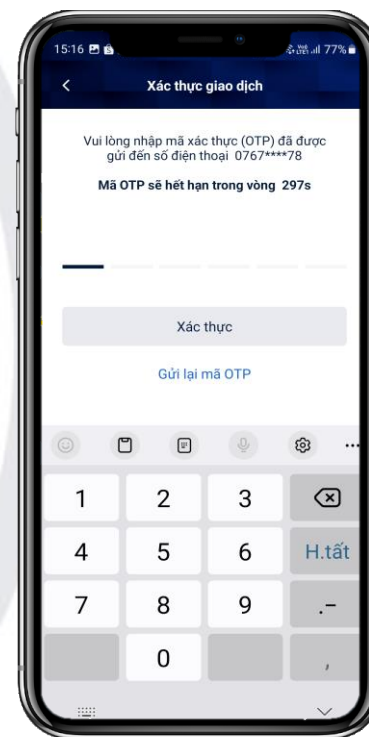 15:16
77%
Xác thực giao dịch
Vui lòng nhập mã xác thực (OTP) đã được
gửi đến số điện thoại 0767****78
Mã OTP sẽ hết hạn trong vòng 297s
Xác thực
Gửi lại mã OTP
1 2 3
4 5 6 H.tất
7 8 9 .–
0 ,